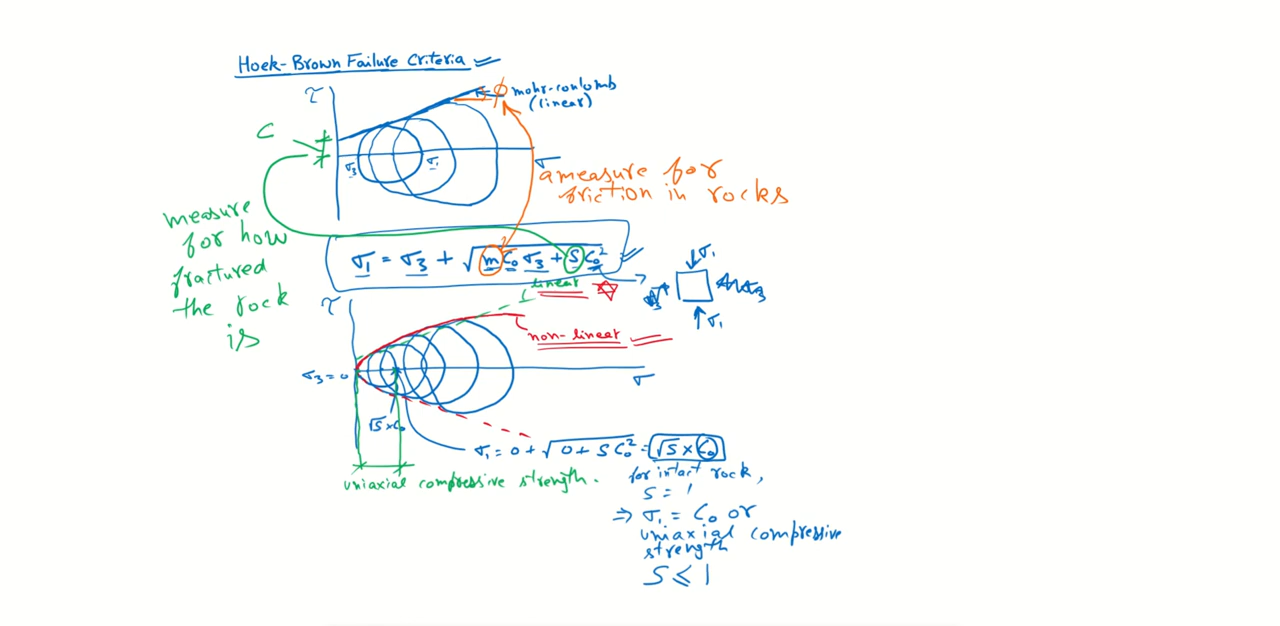 Hoek-Brown Failure Criteria
τ
ϕ mohr-coulomb
(linear)
C
σ3
σ1
σ
a measure for
friction in rocks
measure
for how
fractured
the rock
is
σ1 = σ3 + √m C0 σ3 + S C0²
σ1
σ3
σ1
linear
τ
non-linear
σ3 = 0
σ
√S × C0
σ1 = 0 + √0 + S C0² = √S × C0
uniaxial compressive strength.
for intact rock,
S = 1
⇒ σ1 = C0 or
uniaxial compressive
strength
S ≤ 1